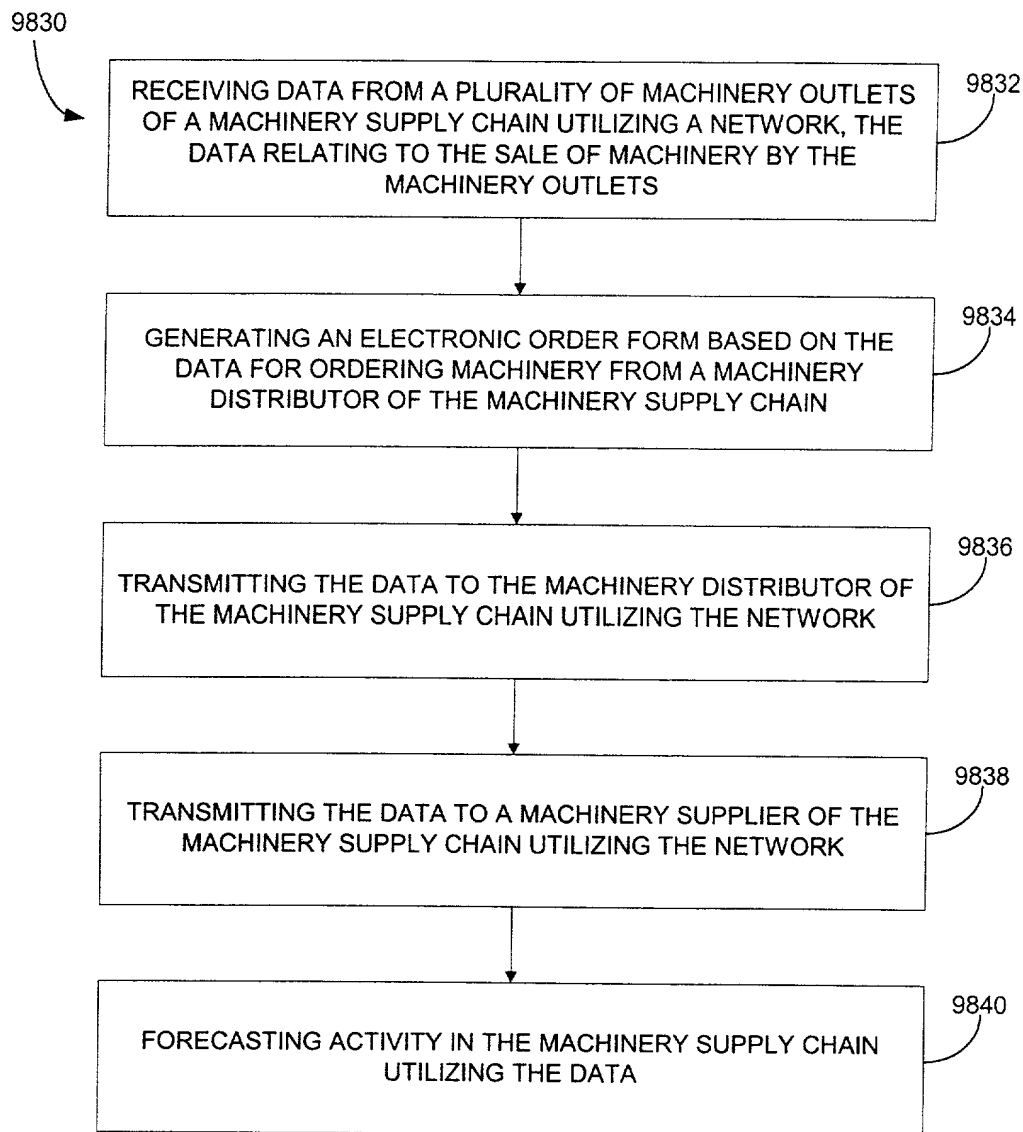 9830
9832
RECEIVING DATA FROM A PLURALITY OF MACHINERY OUTLETS
OF A MACHINERY SUPPLY CHAIN UTILIZING A NETWORK, THE
DATA RELATING TO THE SALE OF MACHINERY BY THE
MACHINERY OUTLETS
9834
GENERATING AN ELECTRONIC ORDER FORM BASED ON THE
DATA FOR ORDERING MACHINERY FROM A MACHINERY
DISTRIBUTOR OF THE MACHINERY SUPPLY CHAIN
9836
TRANSMITTING THE DATA TO THE MACHINERY DISTRIBUTOR OF
THE MACHINERY SUPPLY CHAIN UTILIZING THE NETWORK
9838
TRANSMITTING THE DATA TO A MACHINERY SUPPLIER OF THE
MACHINERY SUPPLY CHAIN UTILIZING THE NETWORK
9840
FORECASTING ACTIVITY IN THE MACHINERY SUPPLY CHAIN
UTILIZING THE DATA